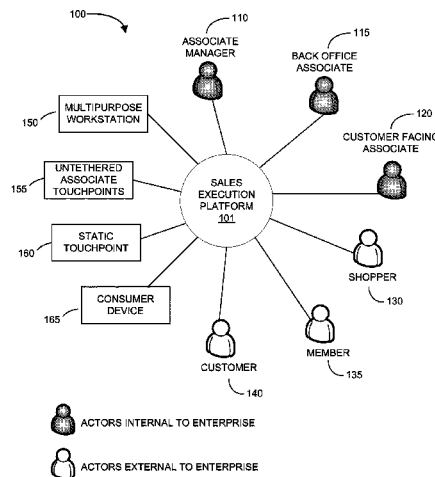 100
110
ASSOCIATE
MANAGER
115
BACK OFFICE
ASSOCIATE
120
CUSTOMER FACING
ASSOCIATE
150
MULTIPURPOSE
WORKSTATION
155
UNTETHERED
ASSOCIATE
TOUCHPOINTS
SALES
EXECUTION
PLATFORM
101
160
STATIC
TOUCHPOINT
165
CONSUMER
DEVICE
SHOPPER
130
MEMBER
135
CUSTOMER
140
ACTORS INTERNAL TO ENTERPRISE
ACTORS EXTERNAL TO ENTERPRISE